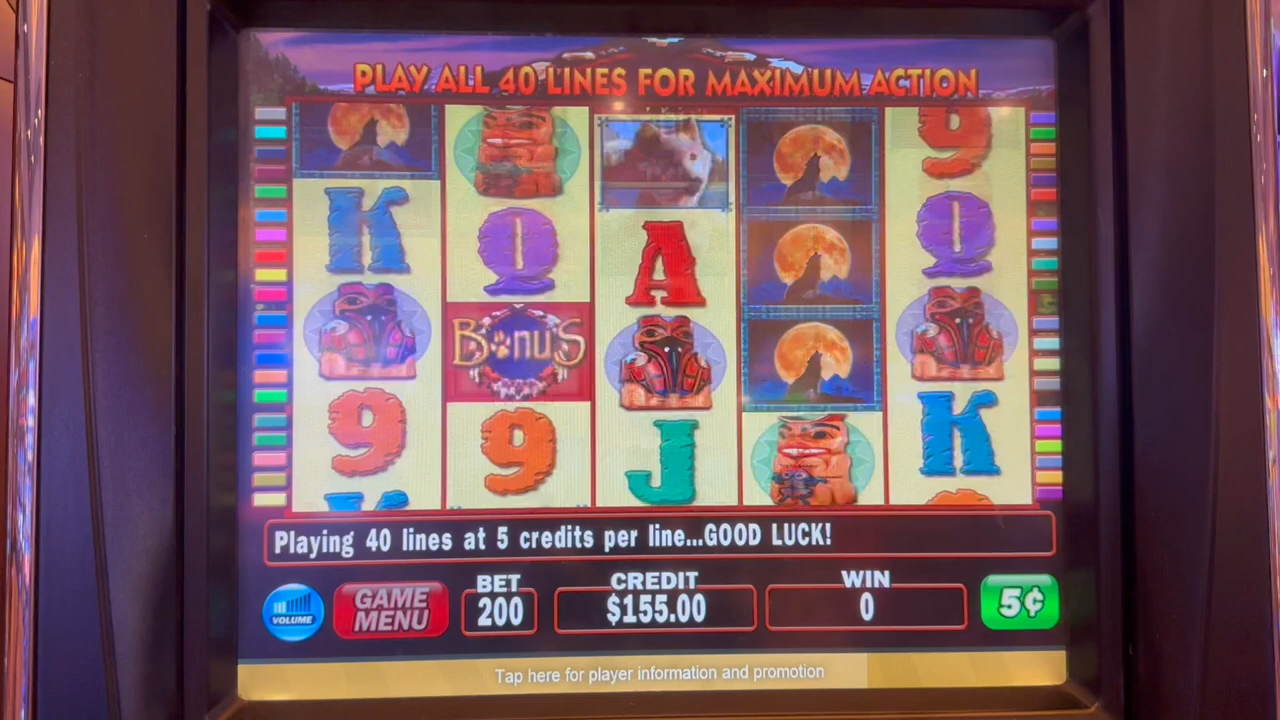 PLAY ALL 40 LINES FOR MAXIMUM ACTION
9
K Q A Q
BONUS
9 9 J K
Playing 40 lines at 5 credits per line...GOOD LUCK!
BET CREDIT WIN
VOLUME GAME MENU 200 $155.00 0 5¢
Tap here for player information and promotion